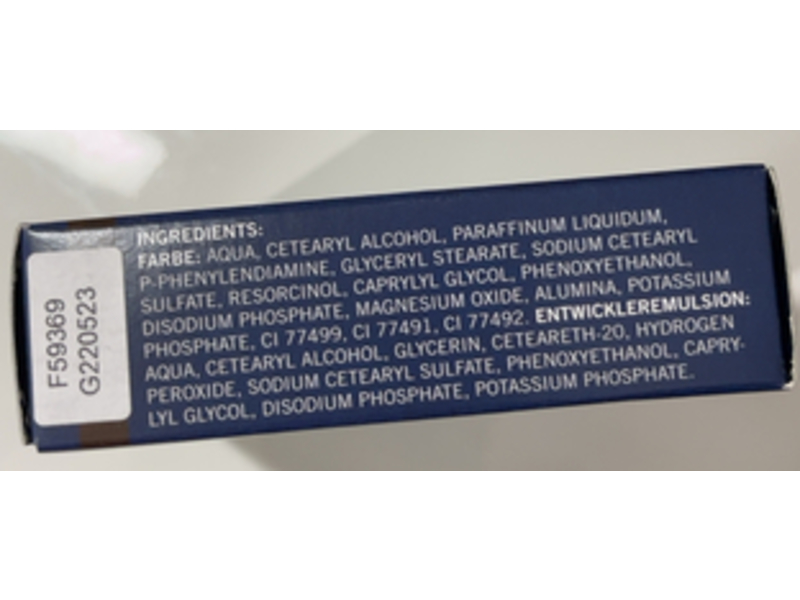 F59369
G220523
INGREDIENTS:
FARBE: AQUA, CETEARYL ALCOHOL, PARAFFINUM LIQUIDUM,
P-PHENYLENDIAMINE, GLYCERYL STEARATE, SODIUM CETEARYL
SULFATE, RESORCINOL, CAPRYLYL GLYCOL, PHENOXYETHANOL,
DISODIUM PHOSPHATE, MAGNESIUM OXIDE, ALUMINA, POTASSIUM
PHOSPHATE, CI 77499, CI 77491, CI 77492. ENTWICKLEREMULSION:
AQUA, CETEARYL ALCOHOL, GLYCERIN, CETEARETH-20, HYDROGEN
PEROXIDE, SODIUM CETEARYL SULFATE, PHENOXYETHANOL, CAPRY-
LYL GLYCOL, DISODIUM PHOSPHATE, POTASSIUM PHOSPHATE.